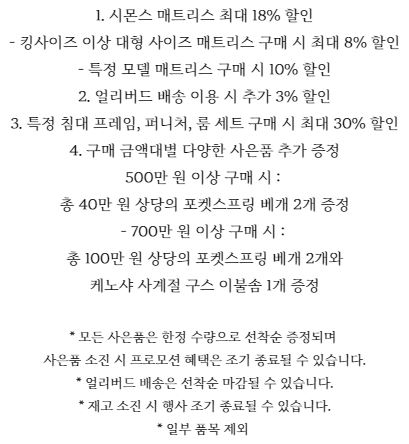 1. 시몬스 매트리스 최대 18% 할인
- 킹사이즈 이상 대형 사이즈 매트리스 구매 시 최대 8% 할인
- 특정 모델 매트리스 구매 시 10% 할인
2. 얼리버드 배송 이용 시 추가 3% 할인
3. 특정 침대 프레임, 퍼니처, 룸 세트 구매 시 최대 30% 할인
4. 구매 금액대별 다양한 사은품 추가 증정
500만 원 이상 구매 시 :
총 40만 원 상당의 포켓스프링 베개 2개 증정
- 700만 원 이상 구매 시 :
총 100만 원 상당의 포켓스프링 베개 2개와
케노샤 사계절 구스 이불솜 1개 증정
* 모든 사은품은 한정 수량으로 선착순 증정되며
사은품 소진 시 프로모션 혜택은 조기 종료될 수 있습니다.
* 얼리버드 배송은 선착순 마감될 수 있습니다.
* 재고 소진 시 행사 조기 종료될 수 있습니다.
* 일부 품목 제외